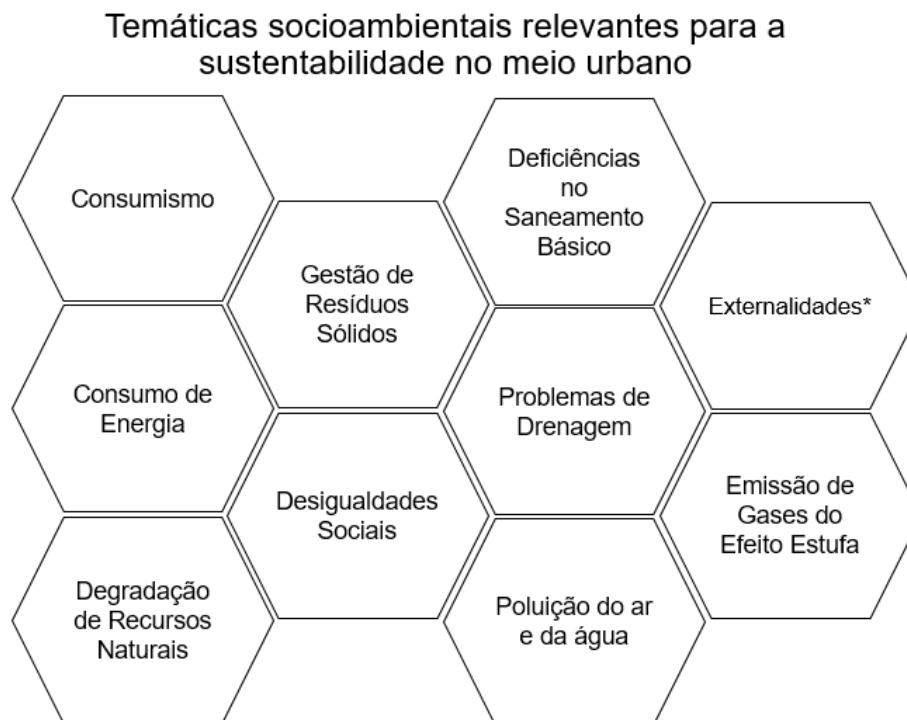 Temáticas socioambientais relevantes para a
sustentabilidade no meio urbano
Consumismo
Deficiências
no
Saneamento
Básico
Gestão de
Resíduos
Sólidos
Externalidades*
Consumo de
Energia
Problemas de
Drenagem
Desigualdades
Sociais
Emissão de
Gases do
Efeito Estufa
Degradação
de Recursos
Naturais
Poluição do ar
e da água